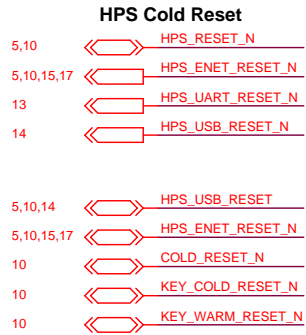 HPS Cold Reset
5,10 HPS_RESET_N
5,10,15,17 HPS_ENET_RESET_N
13 HPS_UART_RESET_N
14 HPS_USB_RESET_N
5,10,14 HPS_USB_RESET
5,10,15,17 HPS_ENET_RESET_N
10 COLD_RESET_N
10 KEY_COLD_RESET_N
10 KEY_WARM_RESET_N